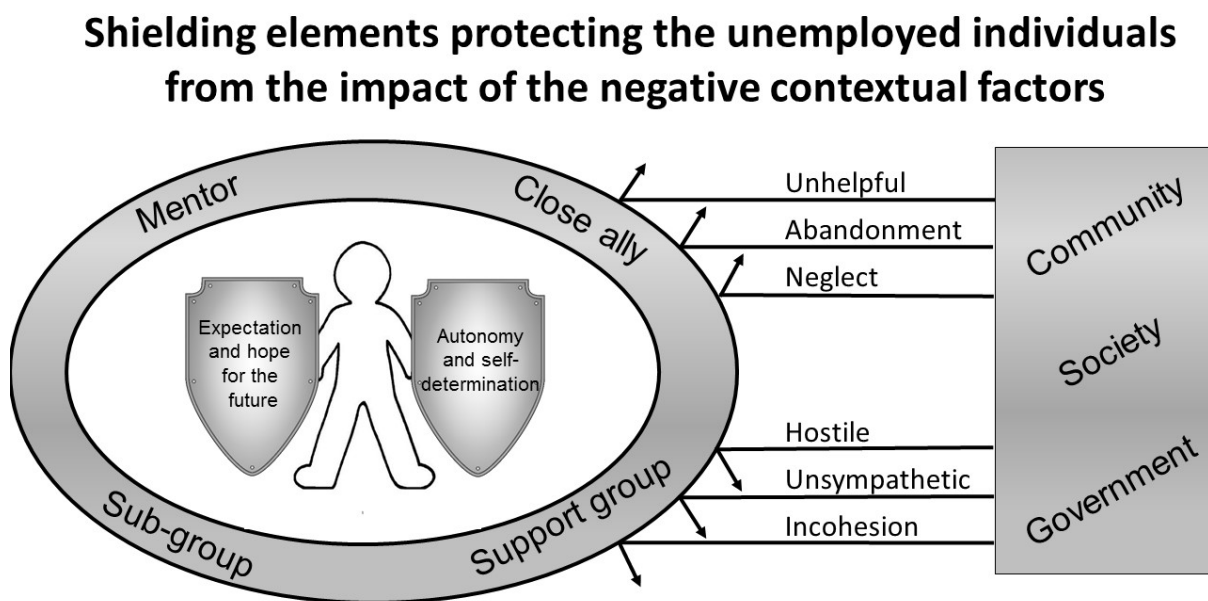 Shielding elements protecting the unemployed individuals
from the impact of the negative contextual factors
Mentor
Close ally
Sub-group
Support group
Expectation
and hope
for the
future
Autonomy
and self-
determination
Unhelpful
Abandonment
Neglect
Hostile
Unsympathetic
Incohesion
Community
Society
Government